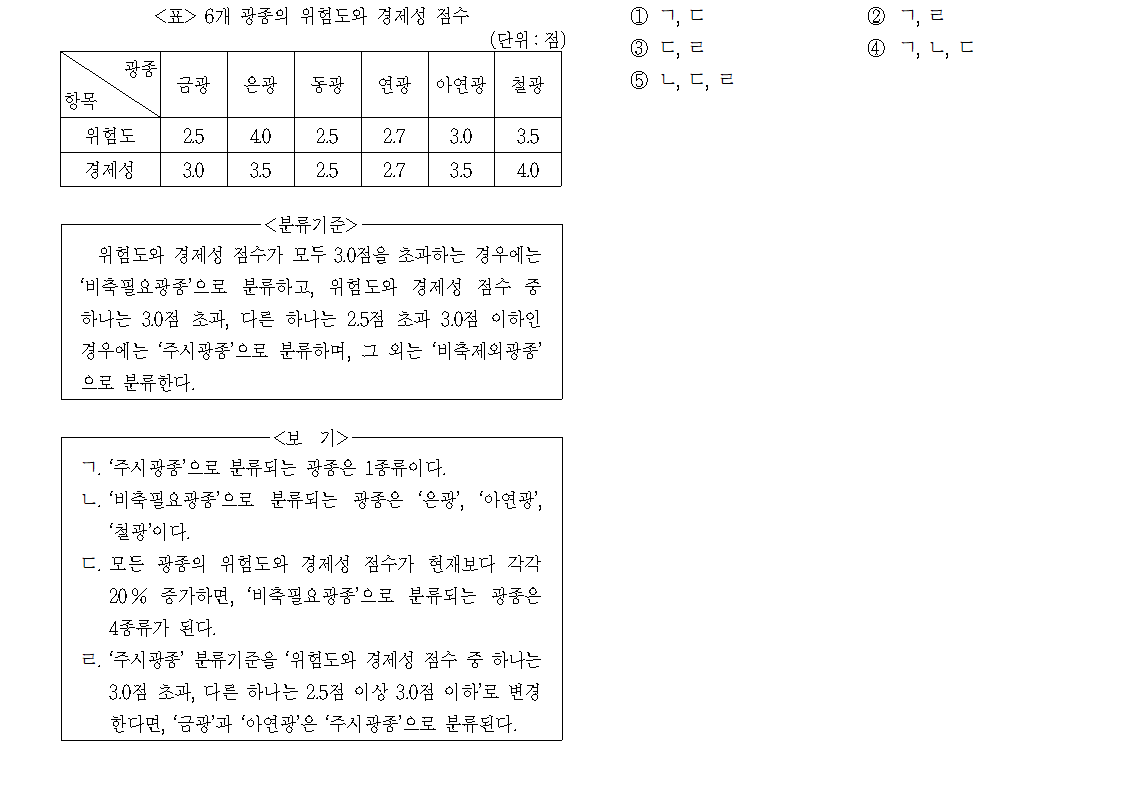 <표> 6개 광종의 위험도와 경제성 점수
(단위 : 점)
광종
항목
금광 은광 동광 연광 아연광 철광
위험도 2.5 4.0 2.5 2.7 3.0 3.5
경제성 3.0 3.5 2.5 2.7 3.5 4.0
<분류기준>
위험도와 경제성 점수가 모두 3.0점을 초과하는 경우에는
‘비축필요광종’으로 분류하고, 위험도와 경제성 점수 중
하나는 3.0점 초과, 다른 하나는 2.5점 초과 3.0점 이하인
경우에는 ‘주시광종’으로 분류하며, 그 외는 ‘비축제외광종’
으로 분류한다.
<보 기>
ㄱ. ‘주시광종’으로 분류되는 광종은 1종류이다.
ㄴ. ‘비축필요광종’으로 분류되는 광종은 ‘은광’, ‘아연광’,
‘철광’이다.
ㄷ. 모든 광종의 위험도와 경제성 점수가 현재보다 각각
20 % 증가하면, ‘비축필요광종’으로 분류되는 광종은
4종류가 된다.
ㄹ. ‘주시광종’ 분류기준을 ‘위험도와 경제성 점수 중 하나는
3.0점 초과, 다른 하나는 2.5점 이상 3.0점 이하’로 변경
한다면, ‘금광’과 ‘아연광’은 ‘주시광종’으로 분류된다.
① ㄱ, ㄷ ② ㄱ, ㄹ
③ ㄷ, ㄹ ④ ㄱ, ㄴ, ㄷ
⑤ ㄴ, ㄷ, ㄹ